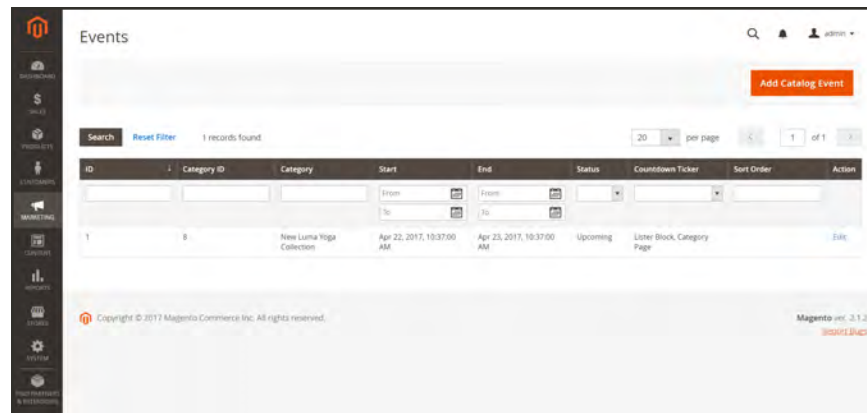 Events
admin
DASHBOARD
SALES
PRODUCTS
CUSTOMERS
MARKETING
CONTENT
REPORTS
STORES
SYSTEM
FIND PARTNERS
& EXTENSIONS
Add Catalog Event
Search Reset Filter 1 records found 20 per page 1 of 1
ID ↓ Category ID Category Start End Status Countdown Ticker Sort Order Action
From From
To To
1 8 New Luma Yoga Apr 22, 2017, 10:37:00 Apr 23, 2017, 10:37:00 Upcoming Lister Block, Category Edit
Collection AM AM Page
Copyright © 2017 Magento Commerce Inc. All rights reserved. Magento ver. 2.1.2
Report Bugs